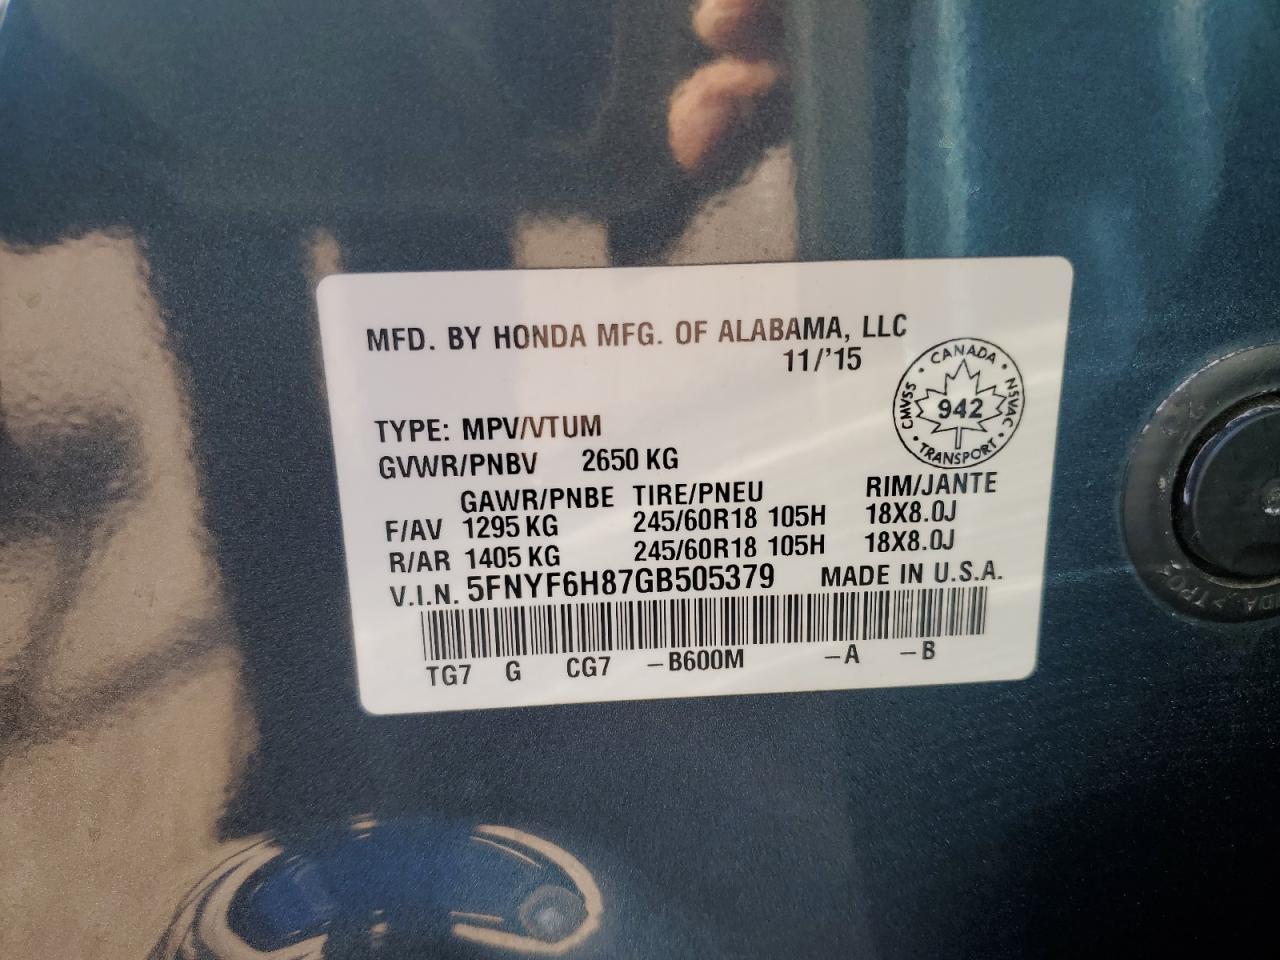 MFD. BY HONDA MFG. OF ALABAMA, LLC
11/'15
CANADA
CMVSS
942
NSVAC
TRANSPORT
TYPE: MPV/VTUM
GVWR/PNBV 2650 KG
GAWR/PNBE TIRE/PNEU RIM/JANTE
F/AV 1295 KG 245/60R18 105H 18X8.0J
R/AR 1405 KG 245/60R18 105H 18X8.0J
V.I.N. 5FNYF6H87GB505379 MADE IN U.S.A.
TG7 G CG7 –B600M –A –B